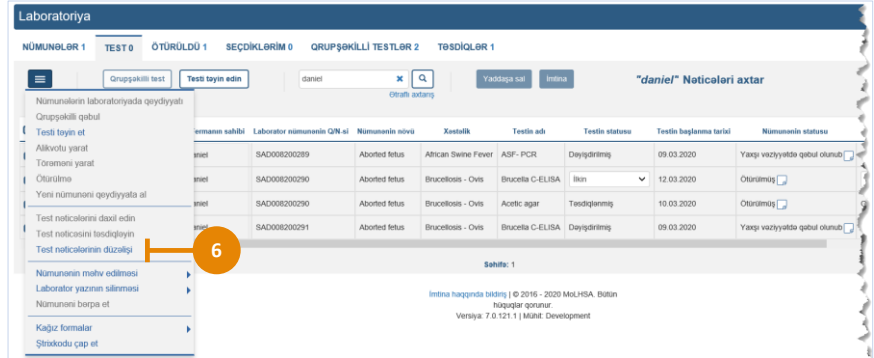 Laboratoriya
NÜMUNƏLƏR 1 TEST 0 ÖTÜRÜLDÜ 1 SEÇDİKLƏRİM 0 QRUPŞƏKİLLİ TESTLƏR 2 TƏSDİQLƏR 1
Qrupşəkilli test Testi təyin edin daniel Yaddaşa sal İmtina "daniel" Nəticələri axtar
Ətraflı axtarış
Nümunələrin laboratoriyada qeydiyyatı
Qrupşəkilli qəbul
Testi təyin et
Alikvotu yarat
Törəməni yarat
Ötürülmə
Yeni nümunəni qeydiyyata al
Test nəticələrini daxil edin
Test nəticəsini təsdiqləyin
Test nəticələrinin düzəlişi
6
Nümunənin məhv edilməsi
Laborator yazının silinməsi
Nümunəni bərpa et
Kağız formalar
Ştrixkodu çap et
Fermanın sahibi Laborator nümunənin Q/N-si Nümunənin növü Xəstəlik Testin adı Testin statusu Testin başlanma tarixi Nümunənin statusu
SAD008200289 Aborted fetus African Swine Fever ASF- PCR Dəyişdirilmiş 09.03.2020 Yaxşı vəziyyətdə qəbul olunub
SAD008200290 Aborted fetus Brucellosis - Ovis Brucella C-ELISA İlkin 12.03.2020 Ötürülmüş
SAD008200290 Aborted fetus Brucellosis - Ovis Acetic agar Təsdiqlənmiş 10.03.2020 Ötürülmüş
SAD008200291 Aborted fetus Brucellosis - Ovis Brucella C-ELISA Dəyişdirilmiş 09.03.2020 Yaxşı vəziyyətdə qəbul olunub
Səhifə: 1
İmtina haqqında bildiriş | © 2016 - 2020 MoLHSA. Bütün
hüquqlar qorunur.
Versiya: 7.0.121.1 | Mühit: Development